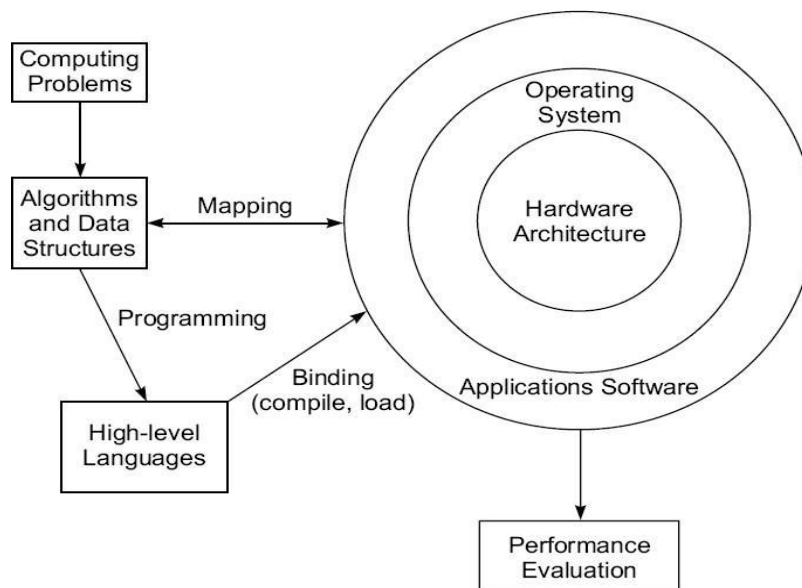 Computing
Problems
Algorithms
and Data
Structures
Mapping
Programming
High-level
Languages
Binding
(compile, load)
Operating
System
Hardware
Architecture
Applications Software
Performance
Evaluation